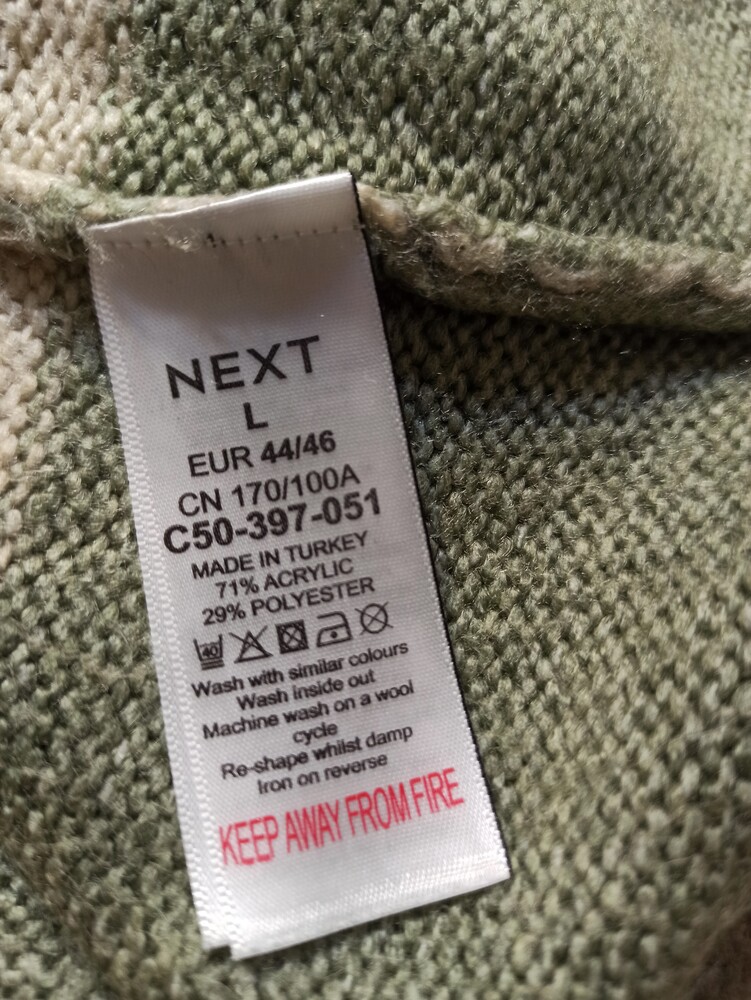 NEXT
L
EUR 44/46
CN 170/100A
C50-397-051
MADE IN TURKEY
71% ACRYLIC
29% POLYESTER
40
Wash with similar colours
Wash inside out
Machine wash on a wool
cycle
Re-shape whilst damp
Iron on reverse
KEEP AWAY FROM FIRE